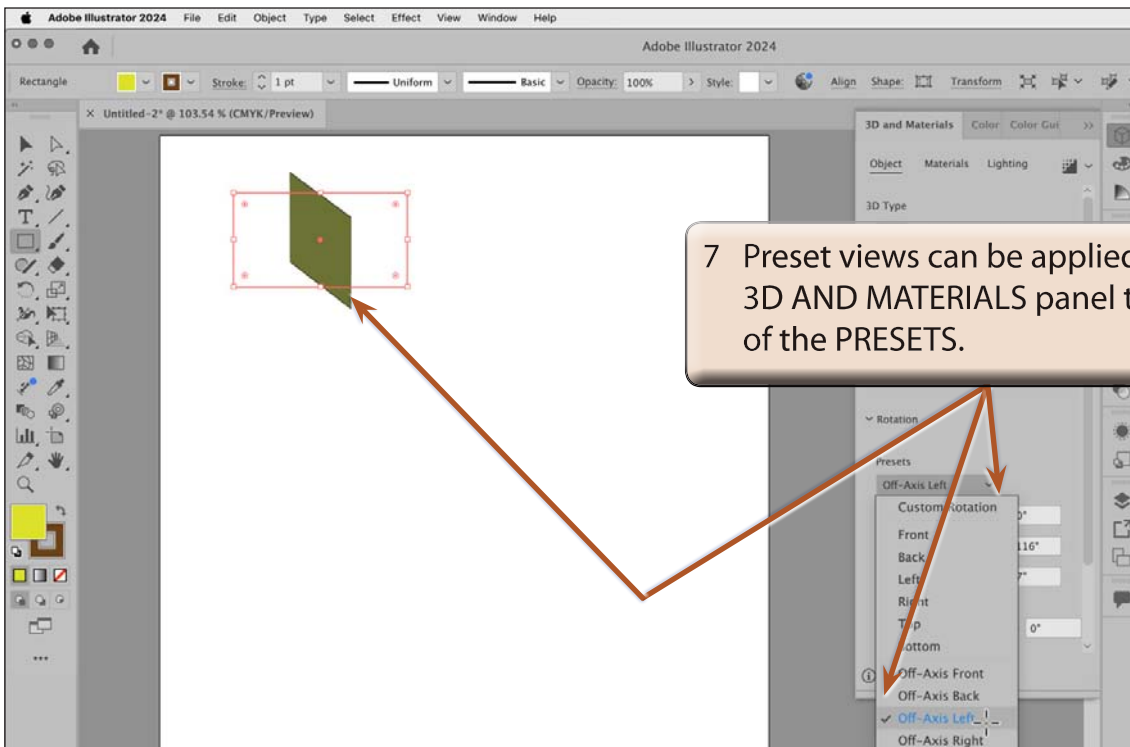 Adobe Illustrator 2024 File Edit Object Type Select Effect View Window Help
Adobe Illustrator 2024
Rectangle Stroke: 1 pt Uniform Basic Opacity: 100% Style: Align Shape: Transform
× Untitled-2* @ 103.54 % (CMYK/Preview)
3D and Materials Color Color Gui
Object Materials Lighting
3D Type
7 Preset views can be applied
3D AND MATERIALS panel
of the PRESETS.
Rotation
Presets
Off-Axis Left
Custom Rotation
Front
Back
Left
Right
Top
Bottom
0°
Off-Axis Front
Off-Axis Back
✓ Off-Axis Left
Off-Axis Right